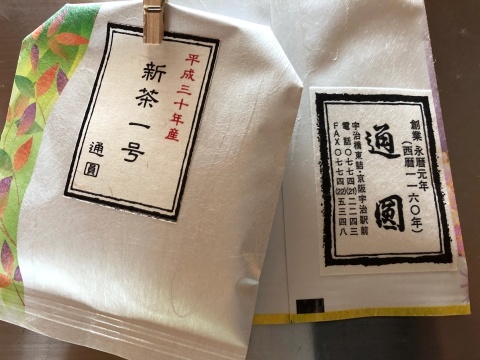 平成三十年産
新茶一号
通圓
創業 永暦元年
(西暦一一六〇年)
通圓
宇治橋東詰・京阪宇治駅前
電話〇七七四(21)二二四三
FAX〇七七四(22)五三四八